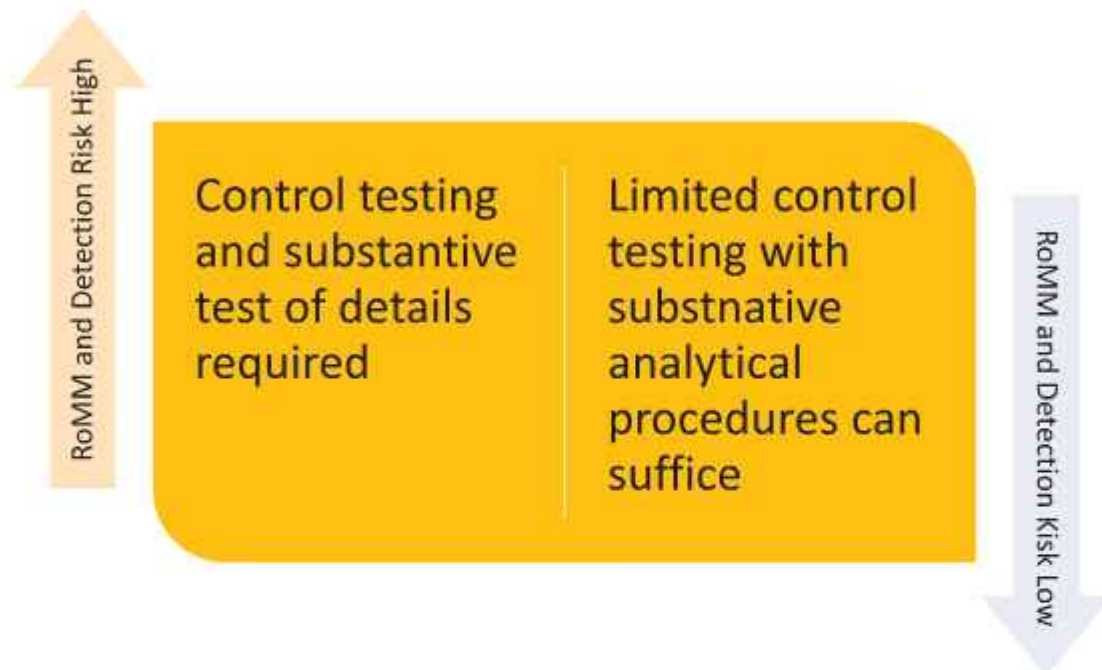 RoMM and Detection Risk High
Control testing
and substantive
test of details
required
Limited control
testing with
substnative
analytical
procedures can
suffice
RoMM and Detection Kisk Low